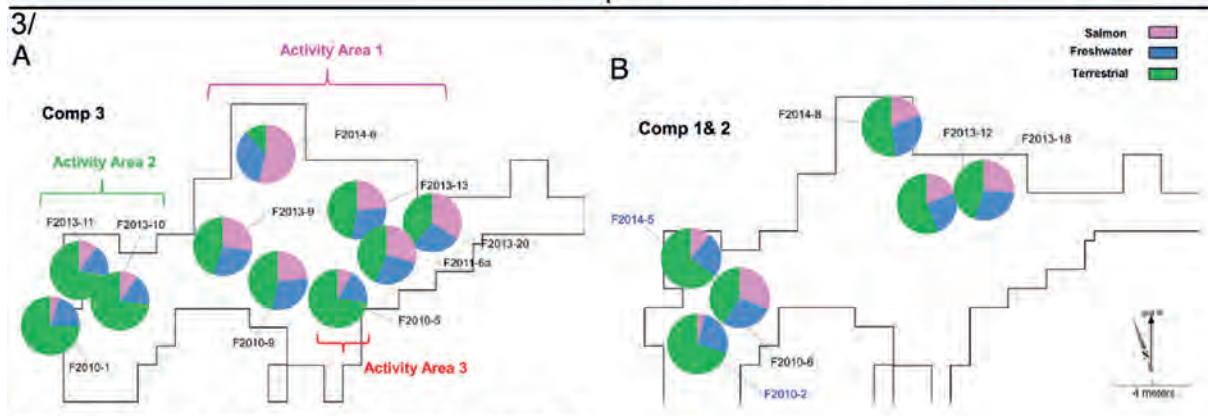 3/
A
Activity Area 1
Comp 3
F2014-6
Activity Area 2
F2013-11
F2013-10
F2013-9
F2013-13
F2013-20
F2011-6a
F2010-5
F2010-9
F2010-1
Activity Area 3
B
Salmon
Freshwater
Terrestrial
Comp 1& 2
F2014-8
F2013-12
F2013-18
F2014-5
F2010-6
F2010-2
4 meters